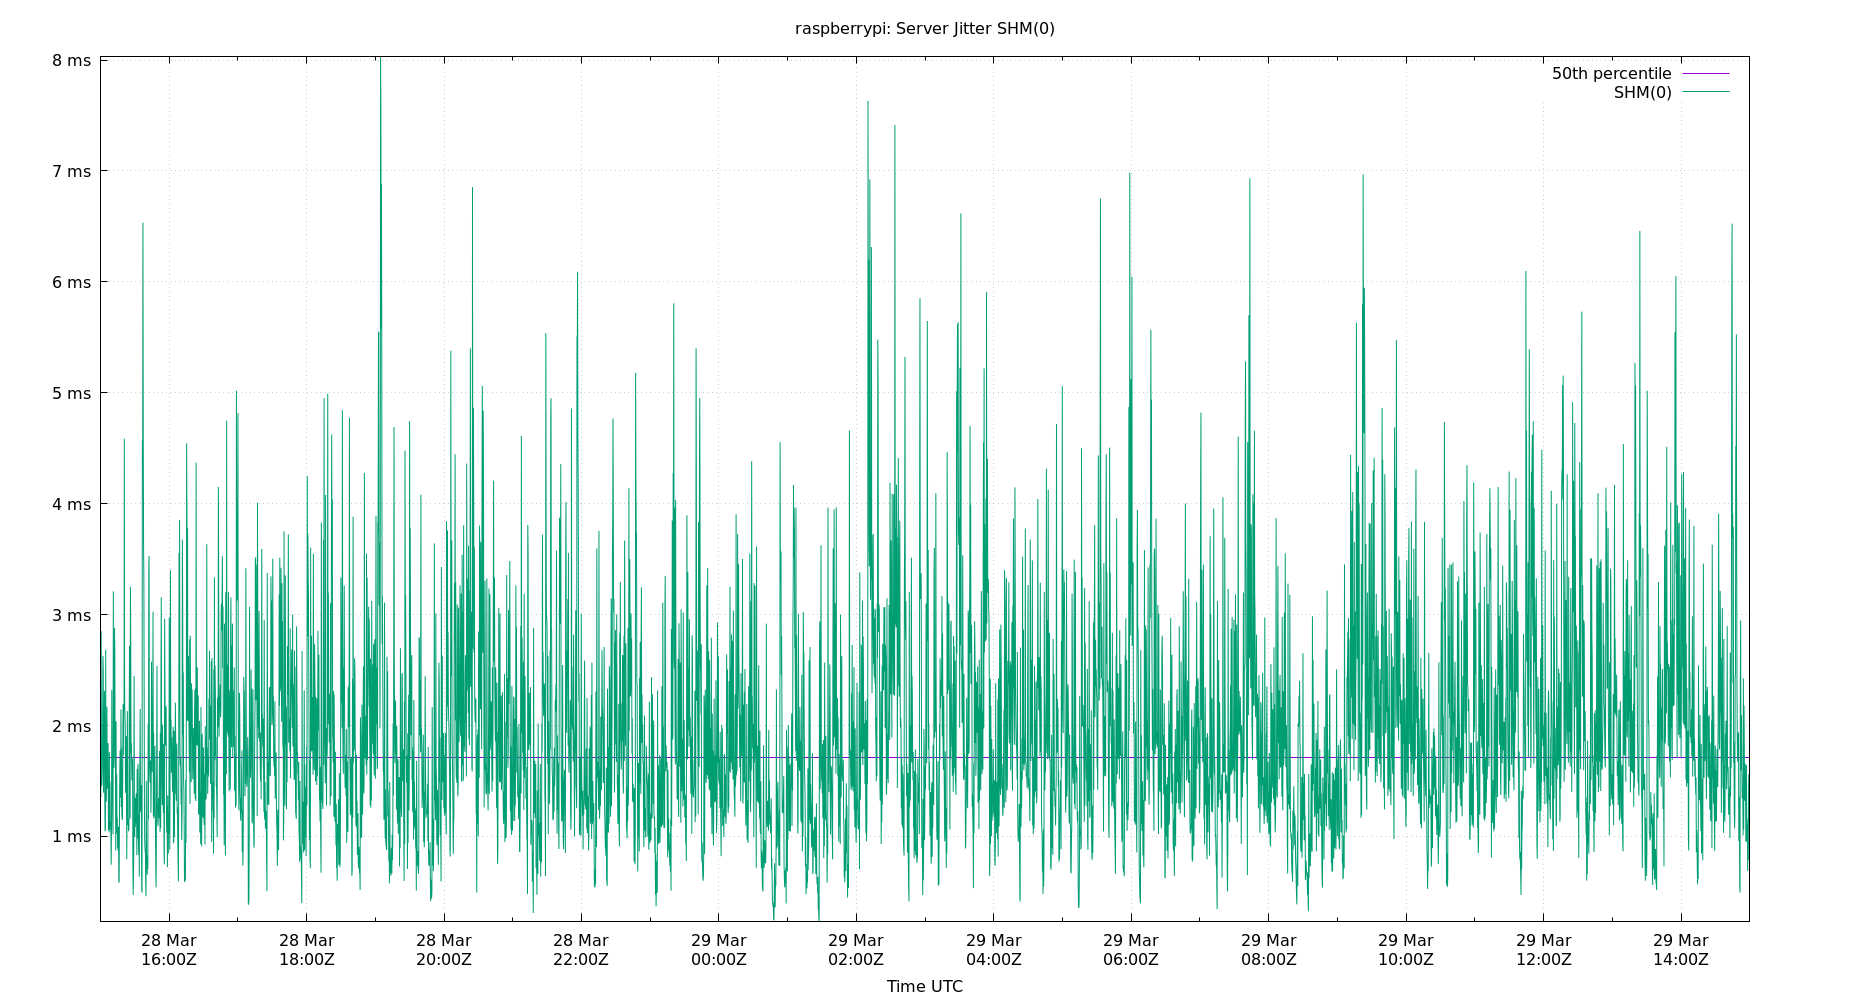 raspberrypi: Server Jitter SHM(0)
50th percentile
SHM(0)
8 ms
7 ms
6 ms
5 ms
4 ms
3 ms
2 ms
1 ms
28 Mar 28 Mar 28 Mar 28 Mar 29 Mar 29 Mar 29 Mar 29 Mar 29 Mar 29 Mar 29 Mar 29 Mar
16:00Z 18:00Z 20:00Z 22:00Z 00:00Z 02:00Z 04:00Z 06:00Z 08:00Z 10:00Z 12:00Z 14:00Z
Time UTC